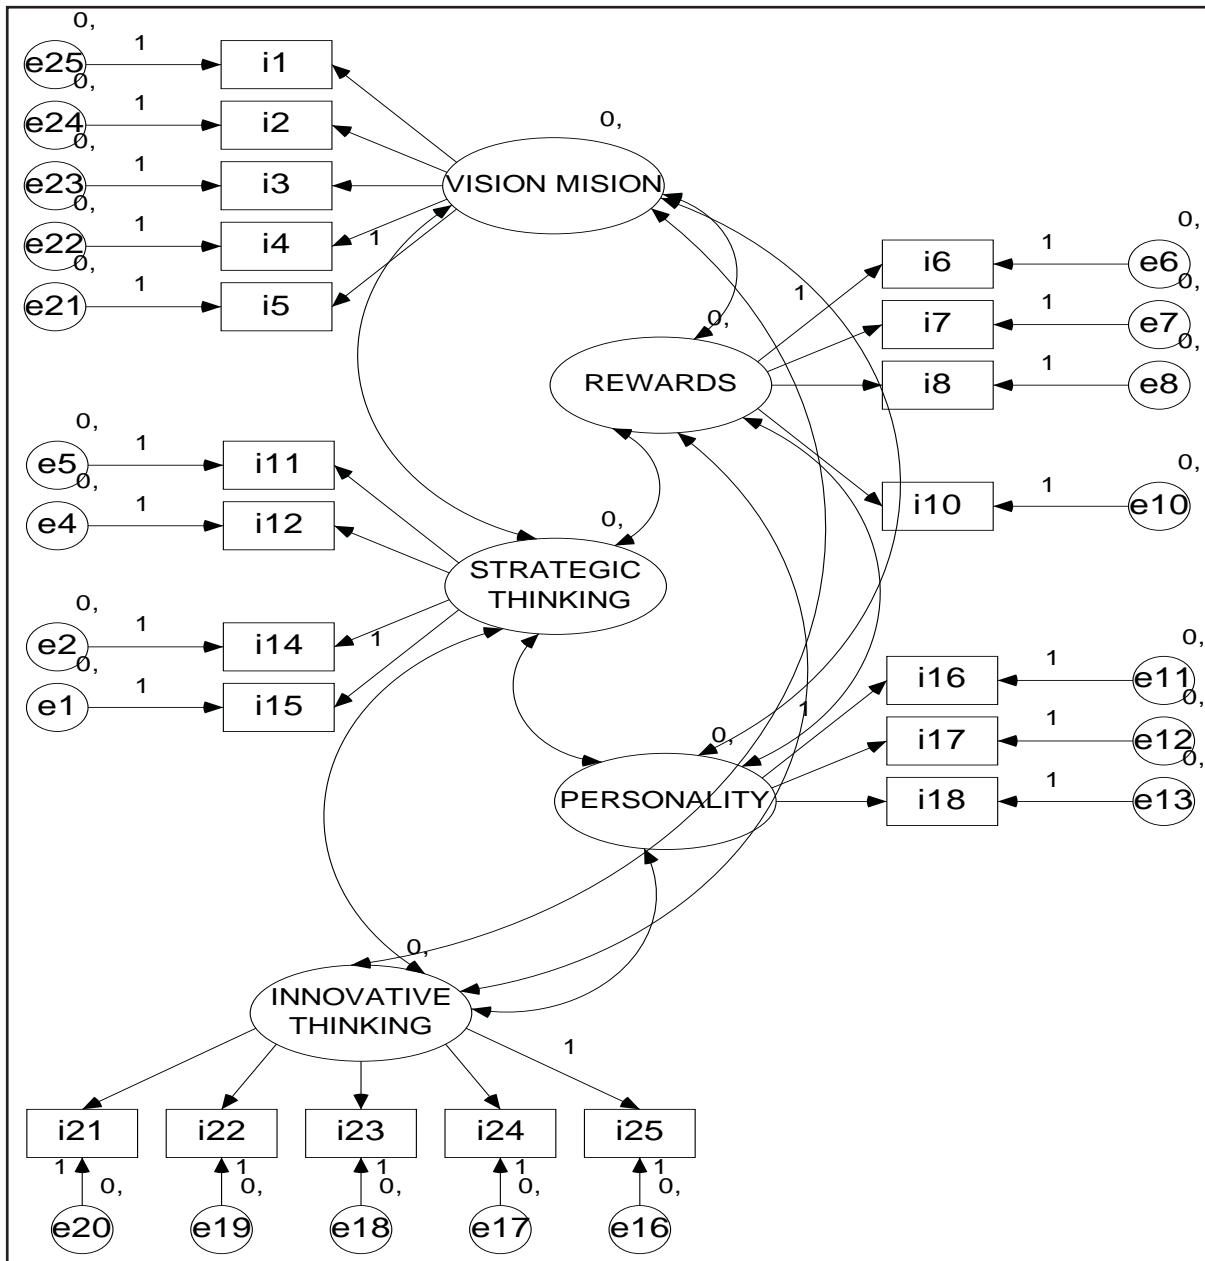 0,
e25 1 i1
0,
e24 1 i2
0,
VISION MISION
0,
e23 1 i3
0,
e22 1 i4 1
0,
e21 1 i5
0,
i6 1 e6
0,
1
i7 1 e7
0,
0,
REWARDS
i8 1 e8
0,
e5 1 i11
0,
i10 1 e10
0,
e4 1 i12
0,
STRATEGIC
THINKING
0,
e2 1 i14 1
0,
e1 1 i15
0,
i16 1 e11
0,
1
i17 1 e12
0,
0,
PERSONALITY
i18 1 e13
0,
INNOVATIVE
THINKING
1
i21 i22 i23 i24 i25
1 1 1 1 1
0, 0, 0, 0, 0,
e20 e19 e18 e17 e16